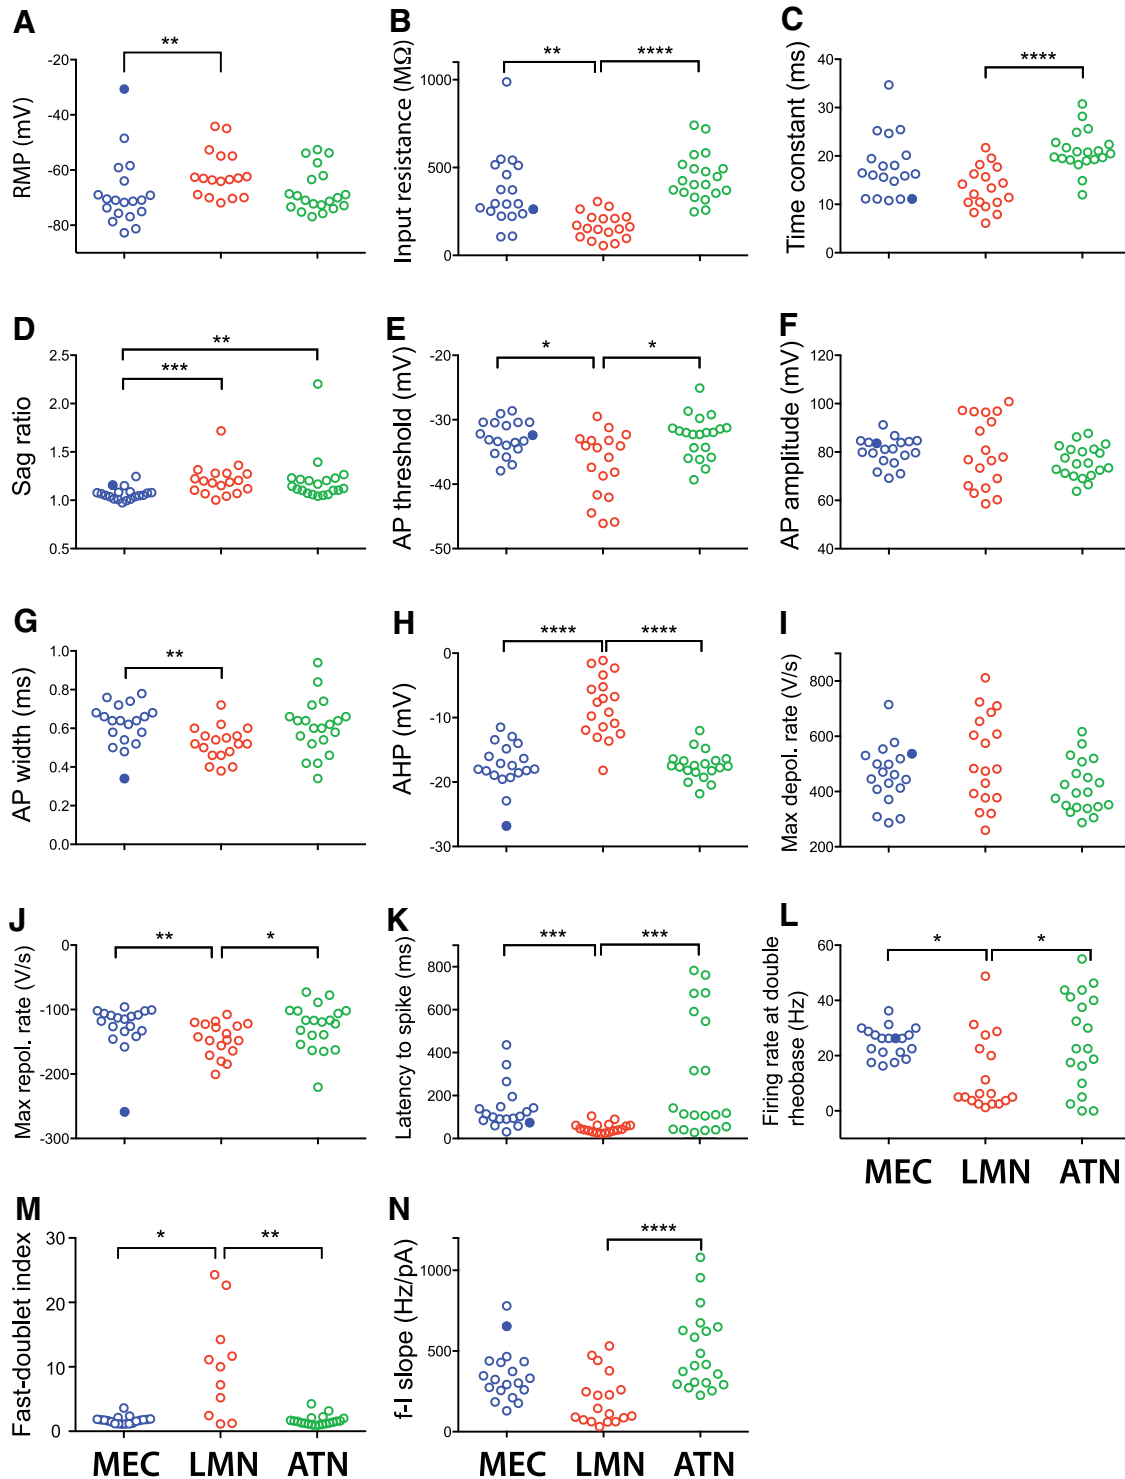 A
B
C
RMP (mV)
-20
-40
-60
-80
**
Input resistance (MΩ)
1000
500
0
** ****
Time constant (ms)
40
30
20
10
0
****
D
E
F
Sag ratio
2.5
2.0
1.5
1.0
0.5
**
***
AP threshold (mV)
-20
-30
-40
-50
* *
AP amplitude (mV)
120
100
80
60
40
G
H
I
AP width (ms)
1.0
0.8
0.6
0.4
0.2
0.0
**
AHP (mV)
0
-10
-20
-30
**** ****
Max depol. rate (V/s)
800
600
400
200
J
K
L
Max repol. rate (V/s)
0
-100
-200
-300
** *
Latency to spike (ms)
800
600
400
200
0
*** ***
Firing rate at double
rheobase (Hz)
60
40
20
0
* *
MEC LMN ATN
M
N
Fast-doublet index
30
20
10
0
* **
MEC LMN ATN
f-I slope (Hz/pA)
1000
500
0
****
MEC LMN ATN